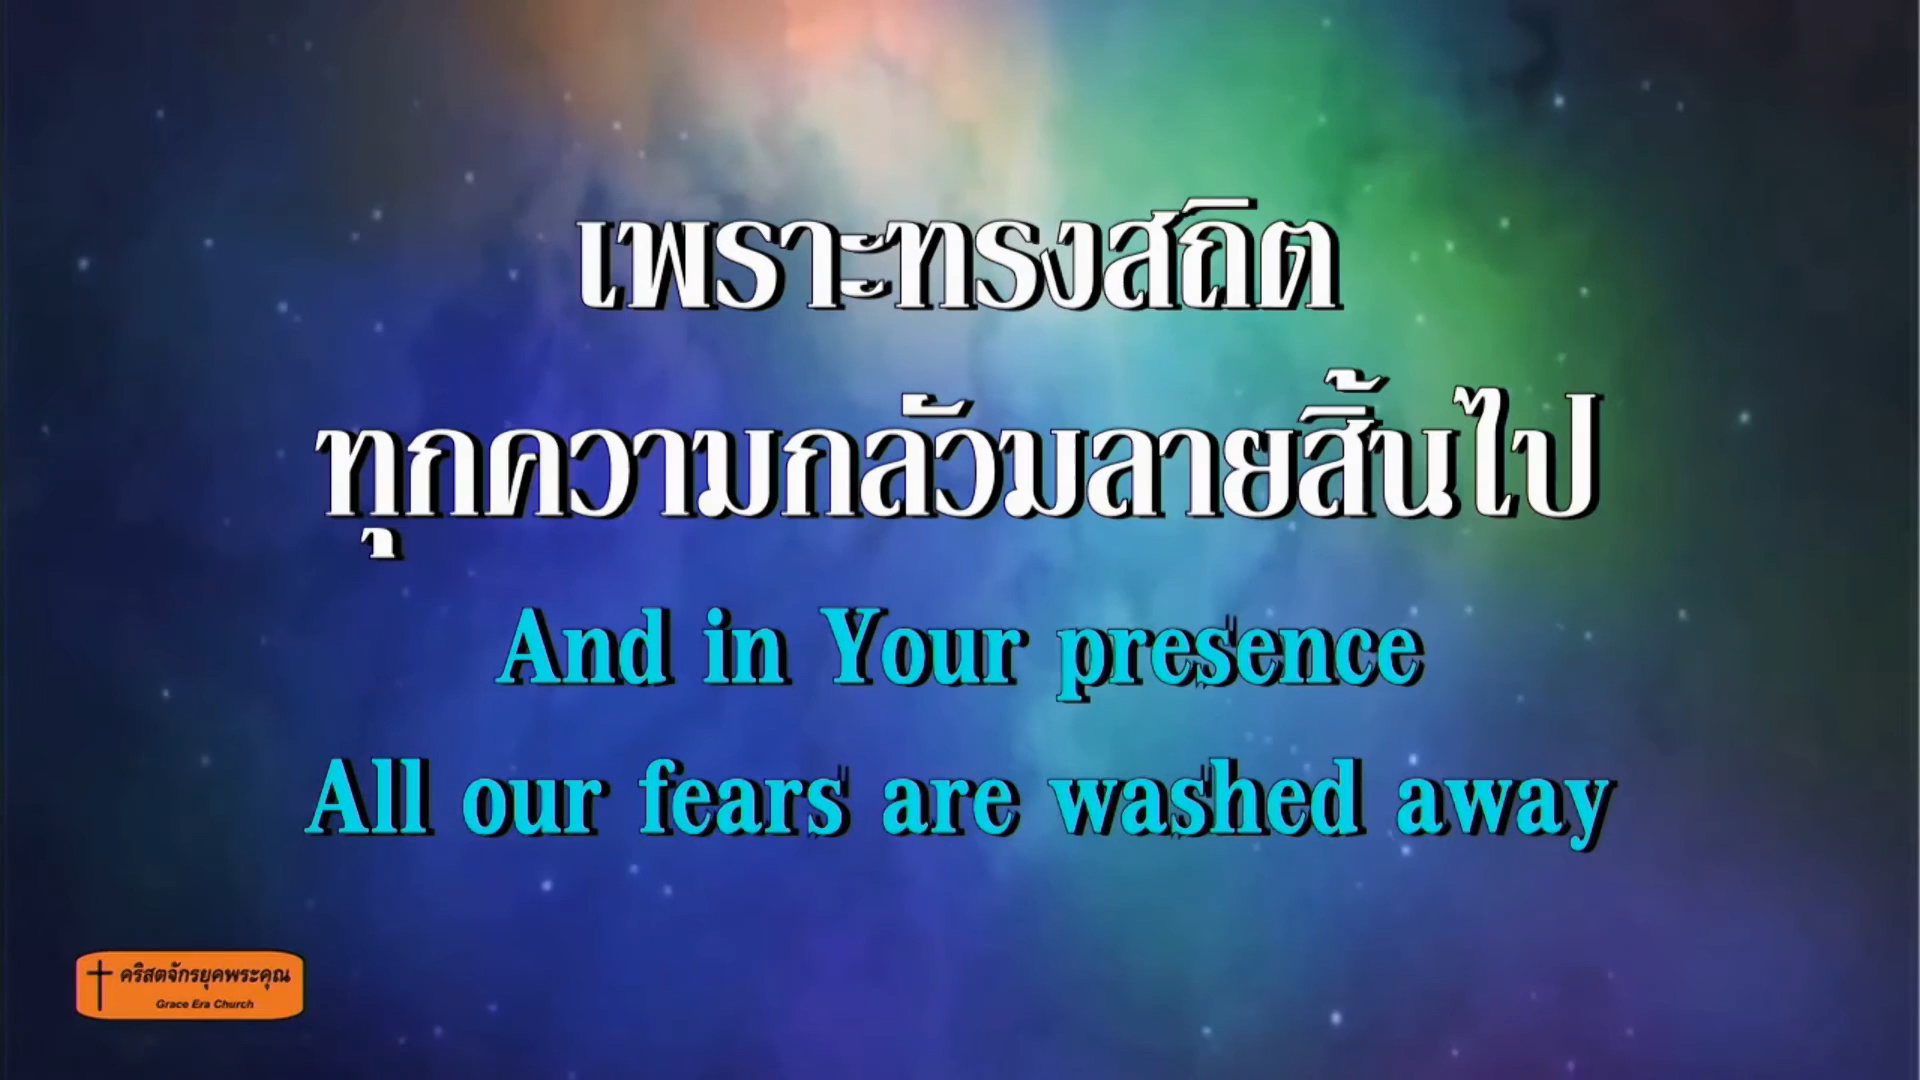 เพราะทรงสถิต
ทุกความกลัวมลายสิ้นไป
And in Your presence
All our fears are washed away
คริสตจักรยุคพระคุณ
Grace Era Church